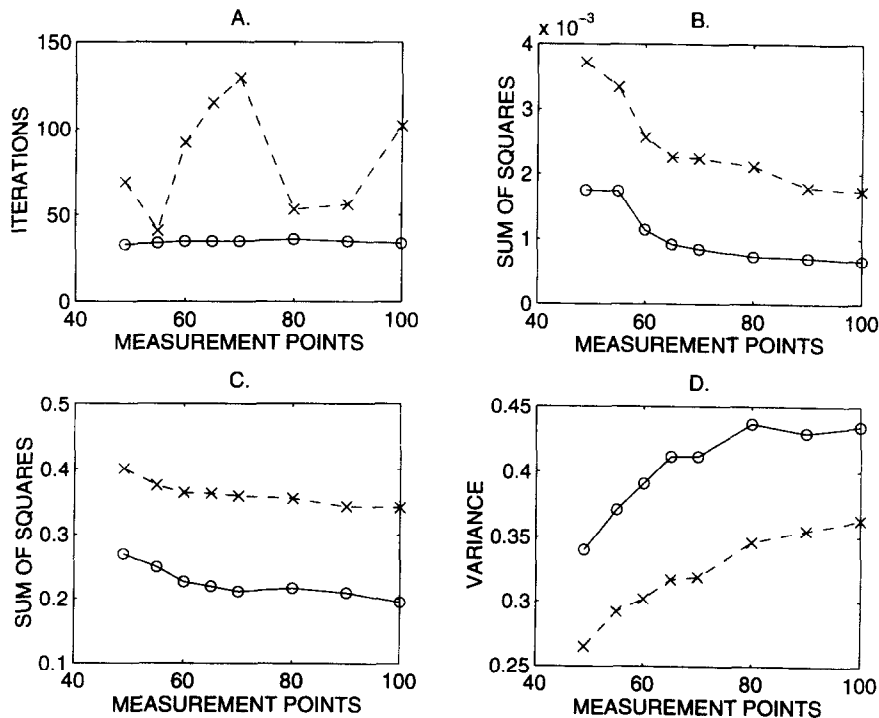 A.
150
100
50
0
ITERATIONS
40
60
80
100
MEASUREMENT POINTS
B.
x 10⁻³
4
3
2
1
0
SUM OF SQUARES
40
60
80
100
MEASUREMENT POINTS
C.
0.5
0.4
0.3
0.2
0.1
SUM OF SQUARES
40
60
80
100
MEASUREMENT POINTS
D.
0.45
0.4
0.35
0.3
0.25
VARIANCE
40
60
80
100
MEASUREMENT POINTS